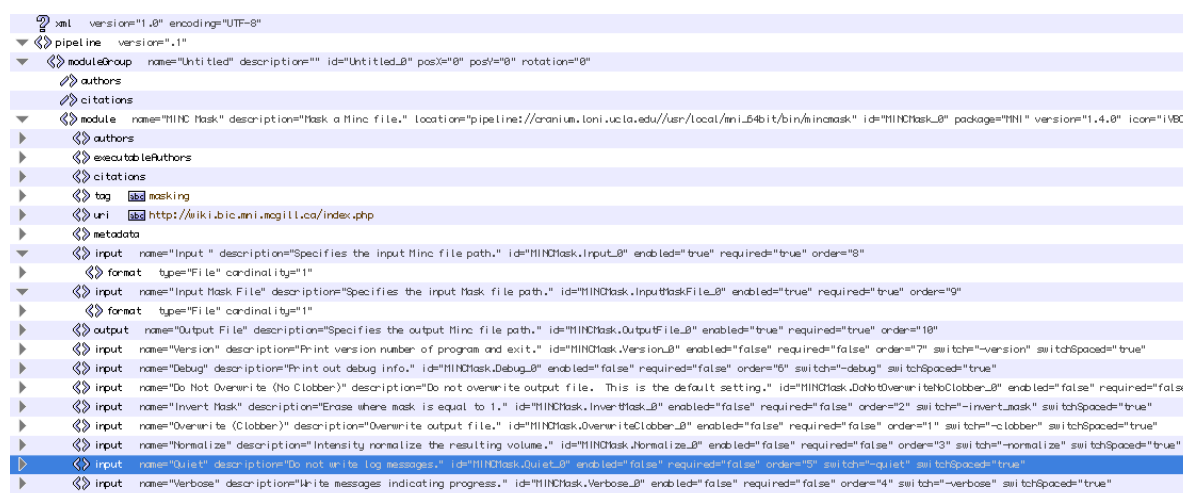 xml version="1.0" encoding="UTF-8"
pipeline version=".1"
moduleGroup name="Untitled" description="" id="Untitled_0" posX="0" posY="0" rotation="0"
authors
citations
module name="MINC Mask" description="Mask a Minc file." location="pipeline://cranium.loni.ucla.edu//usr/local/mni_64bit/bin/mincmask" id="MINCMask_0" package="MNI" version="1.4.0" icon="iVBO
authors
executableAuthors
citations
tag abc masking
uri abc http://wiki.bic.mni.mcgill.ca/index.php
metadata
input name="Input " description="Specifies the input Minc file path." id="MINCMask.Input_0" enabled="true" required="true" order="8"
format type="File" cardinality="1"
input name="Input Mask File" description="Specifies the input Mask file path." id="MINCMask.InputMaskFile_0" enabled="true" required="true" order="9"
format type="File" cardinality="1"
output name="Output File" description="Specifies the output Minc file path." id="MINCMask.OutputFile_0" enabled="true" required="true" order="10"
input name="Version" description="Print version number of program and exit." id="MINCMask.Version_0" enabled="false" required="false" order="7" switch="-version" switchSpaced="true"
input name="Debug" description="Print out debug info." id="MINCMask.Debug_0" enabled="false" required="false" order="6" switch="-debug" switchSpaced="true"
input name="Do Not Overwrite (No Clobber)" description="Do not overwrite output file.  This is the default setting." id="MINCMask.DoNotOverwriteNoClobber_0" enabled="false" required="false
input name="Invert Mask" description="Erase where mask is equal to 1." id="MINCMask.InvertMask_0" enabled="false" required="false" order="2" switch="-invert_mask" switchSpaced="true"
input name="Overwrite (Clobber)" description="Overwrite output file." id="MINCMask.OverwriteClobber_0" enabled="false" required="false" order="1" switch="-clobber" switchSpaced="true"
input name="Normalize" description="Intensity normalize the resulting volume." id="MINCMask.Normalize_0" enabled="false" required="false" order="3" switch="-normalize" switchSpaced="true"
input name="Quiet" description="Do not write log messages." id="MINCMask.Quiet_0" enabled="false" required="false" order="5" switch="-quiet" switchSpaced="true"
input name="Verbose" description="Write messages indicating progress." id="MINCMask.Verbose_0" enabled="false" required="false" order="4" switch="-verbose" switchSpaced="true"